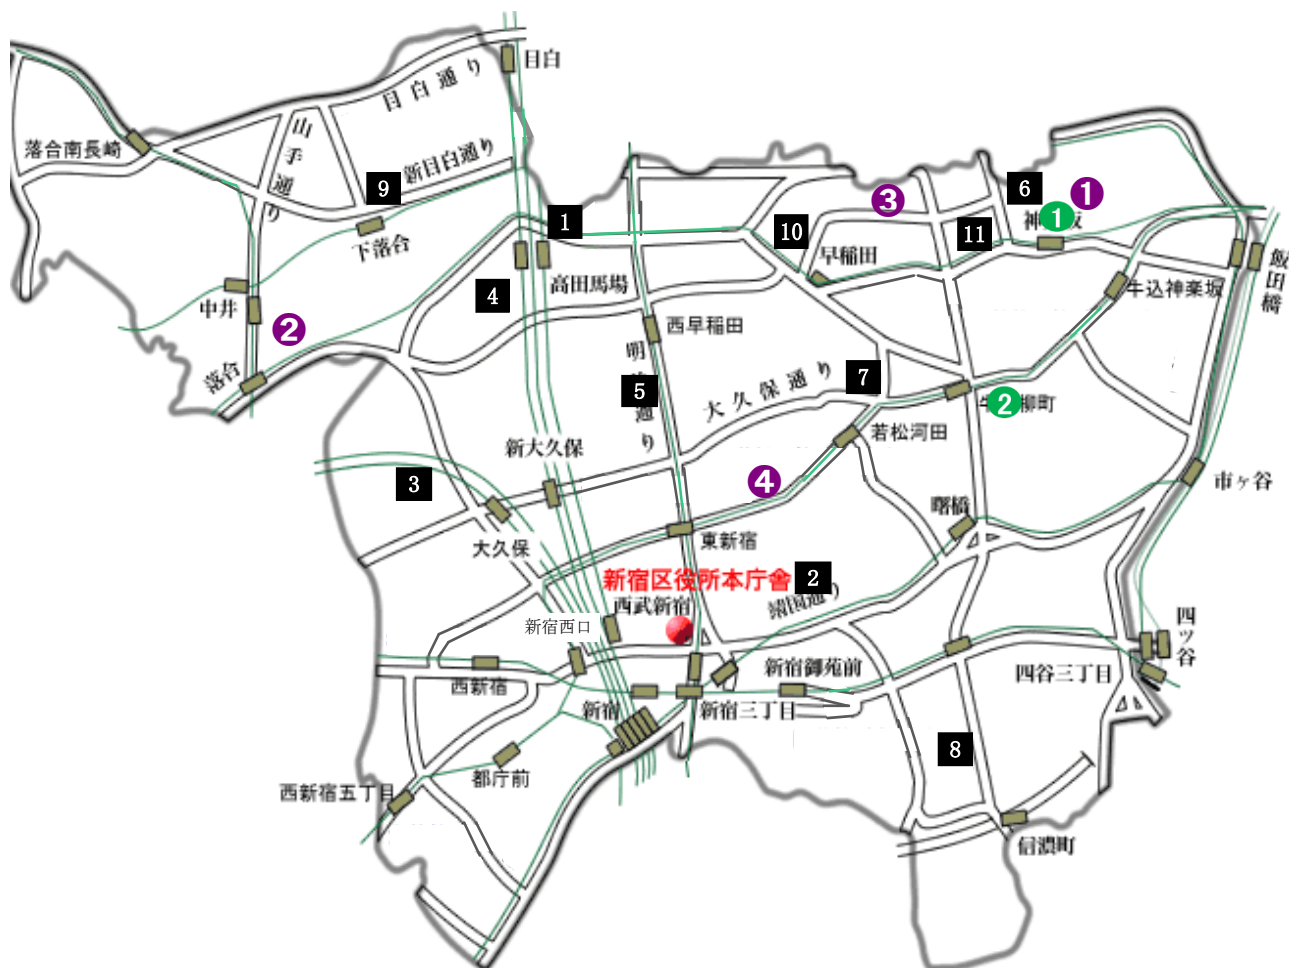 目白
目白通り
山手通り
落合南長崎
新目白通り
9
下落合
中井
2
落合
1
4
高田馬場
西早稲田
5
10
早稲田
3
11
6
1
1
飯田橋
牛込神楽坂
大久保通り
7
2
柳町
若松河田
4
新大久保
3
大久保
東新宿
曙橋
市ヶ谷
新宿区役所本庁舎
2
靖国通り
西武新宿
新宿西口
四ツ谷
四谷三丁目
新宿御苑前
西新宿
新宿
新宿三丁目
都庁前
西新宿五丁目
8
信濃町